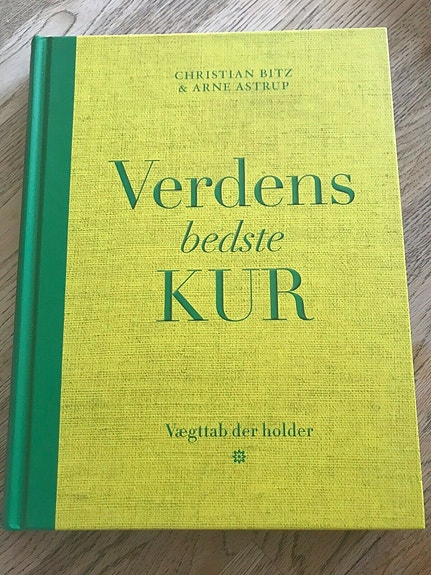 CHRISTIAN BITZ
& ARNE ASTRUP
Verdens
bedste
KUR
Vægttab der holder